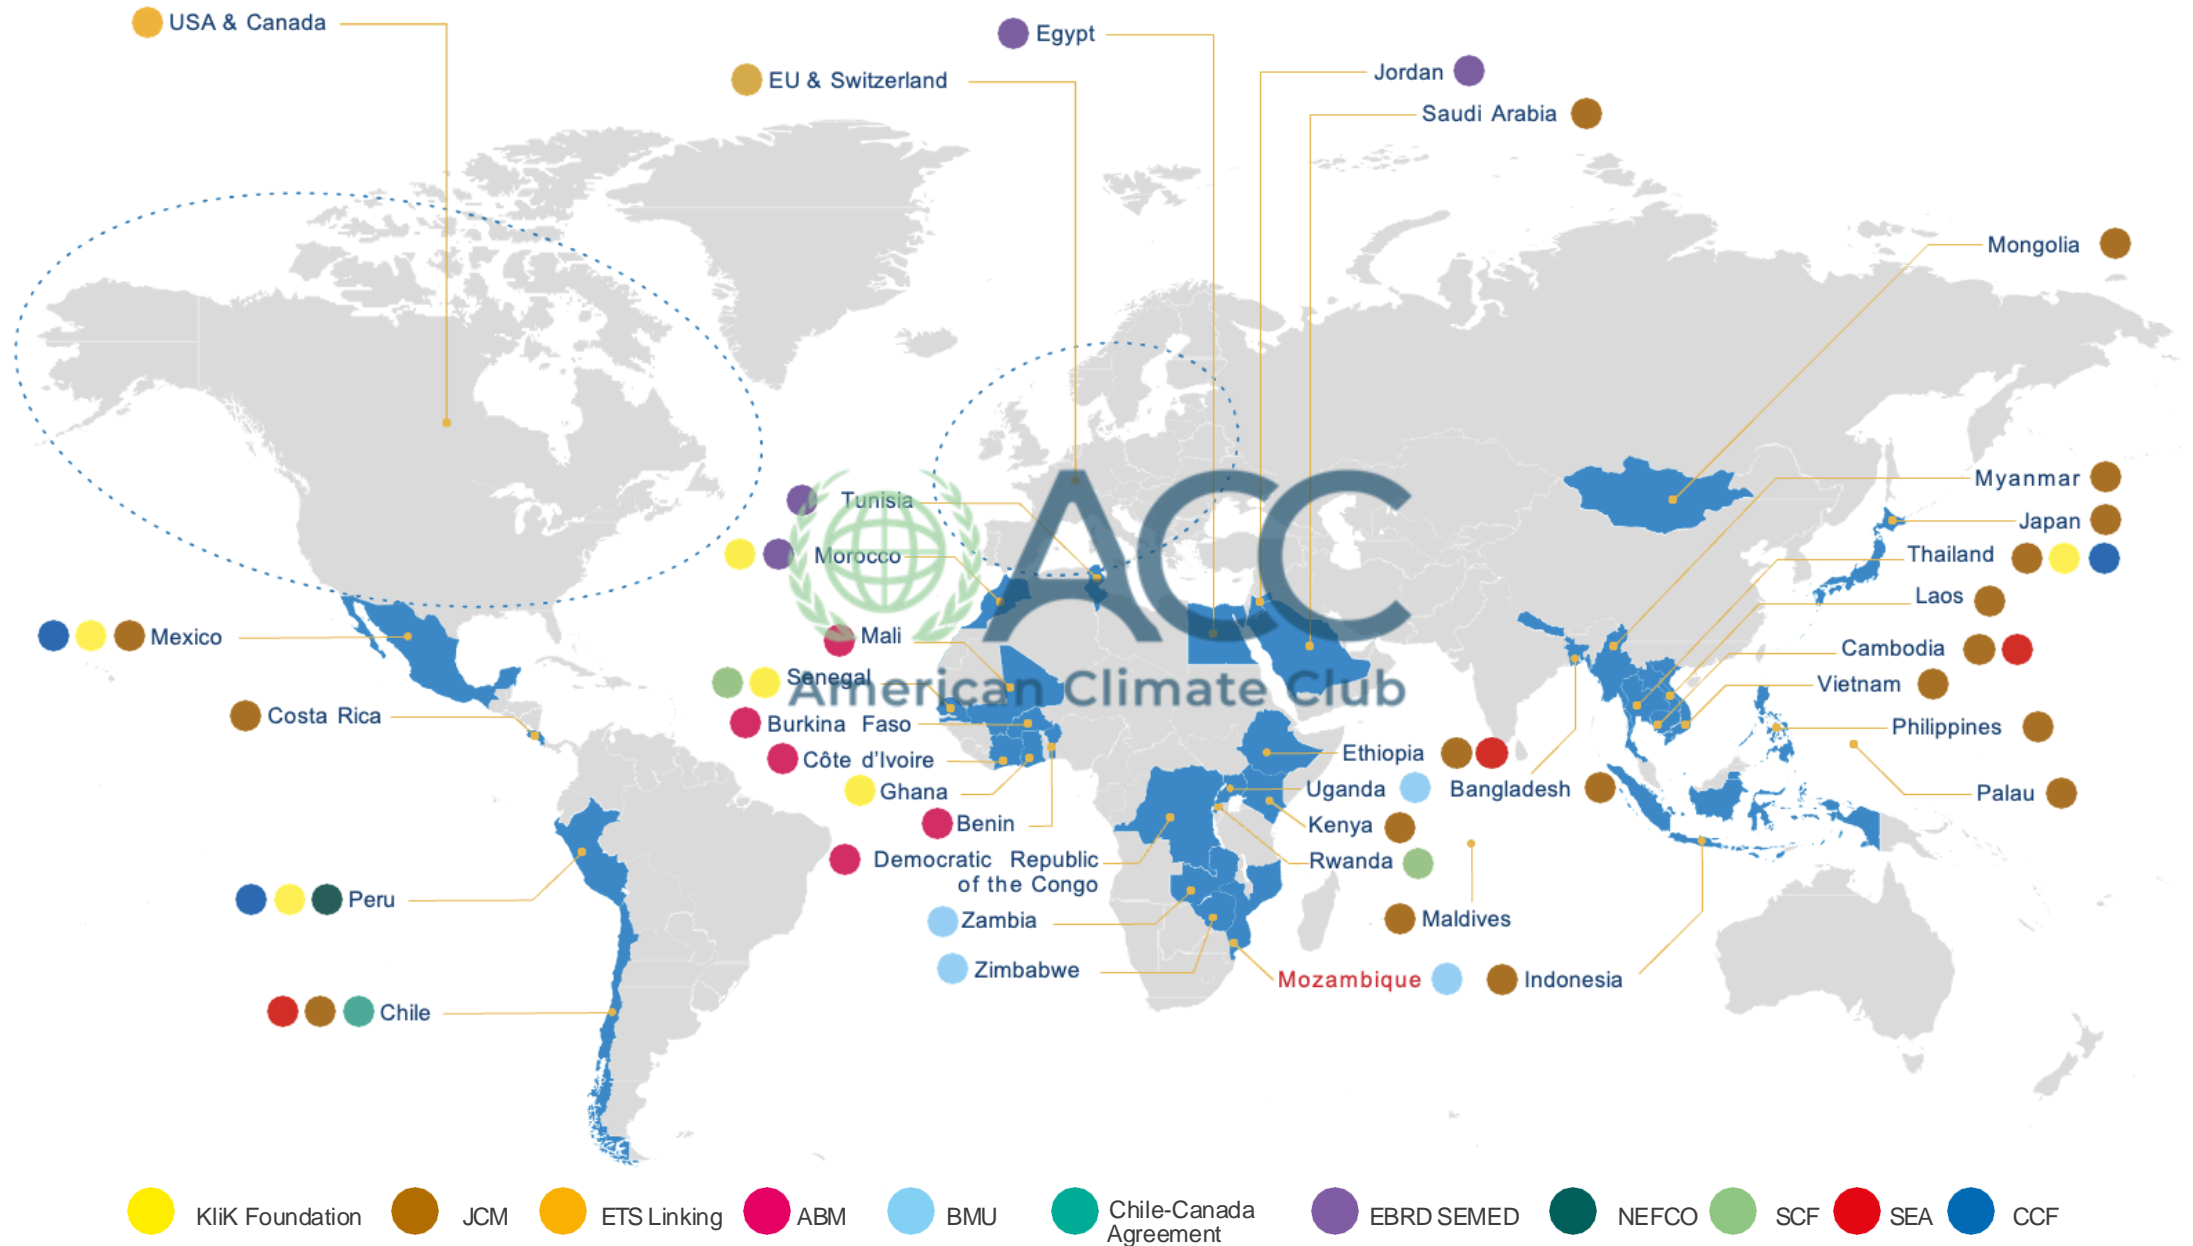 USA & Canada
Egypt
EU & Switzerland
Jordan
Saudi Arabia
Mongolia
Myanmar
Tunisia
Japan
Morocco
Thailand
ACC
Laos
Mexico
Mali
Cambodia
Senegal
American Climate Club
Vietnam
Costa Rica
Burkina Faso
Philippines
Côte d'Ivoire
Ethiopia
Ghana
Uganda
Bangladesh
Palau
Benin
Kenya
Democratic Republic
of the Congo
Rwanda
Peru
Zambia
Maldives
Zimbabwe
Mozambique
Indonesia
Chile
KliK Foundation
JCM
ETS Linking
ABM
BMU
Chile-Canada
Agreement
EBRD SEMED
NEFCO
SCF
SEA
CCF